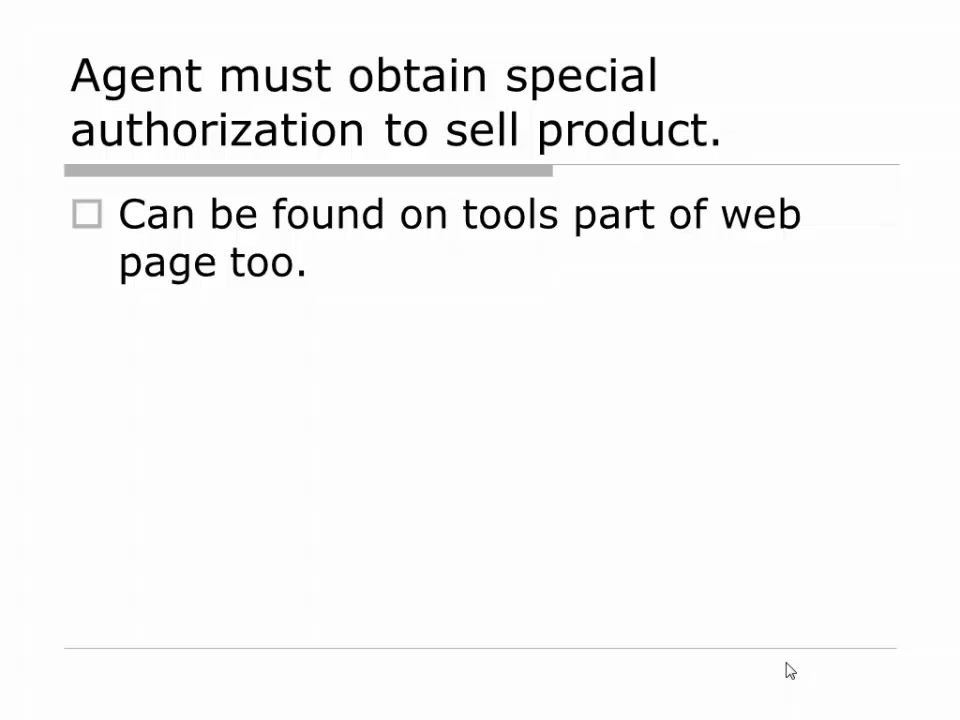 Agent must obtain special
authorization to sell product.
Can be found on tools part of web
page too.